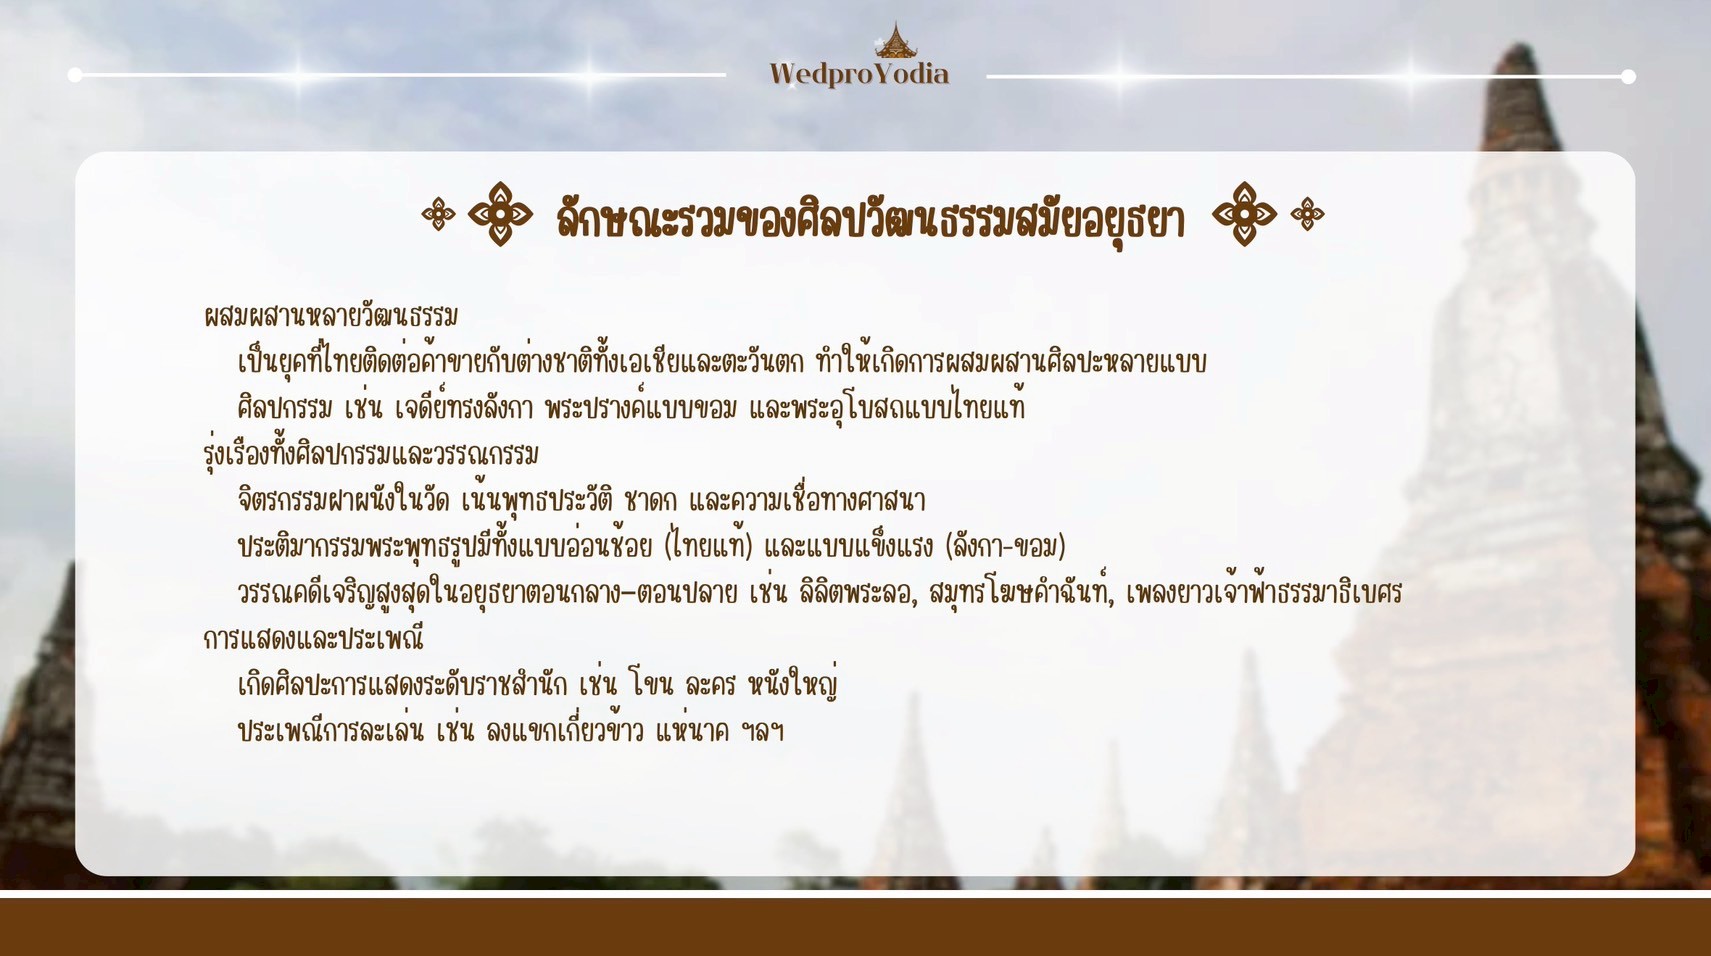 WedproYodia
ลักษณะรวมของศิลปวัฒนธรรมสมัยอยุธยา
ผสมผสานหลายวัฒนธรรม
เป็นยุคที่ไทยติดต่อค้าขายกับต่างชาติทั้งเอเชียและตะวันตก ทำให้เกิดการผสมผสานศิลปะหลายแบบ
ศิลปกรรม เช่น เจดีย์ทรงลังกา พระปรางค์แบบขอม และพระอุโบสถแบบไทยแท้
รุ่งเรืองทั้งศิลปกรรมและวรรณกรรม
จิตรกรรมฝาผนังในวัด เน้นพุทธประวัติ ชาดก และความเชื่อทางศาสนา
ประติมากรรมพระพุทธรูปมีทั้งแบบอ่อนช้อย (ไทยแท้) และแบบแข็งแรง (ลังกา-ขอม)
วรรณคดีเจริญสูงสุดในอยุธยาตอนกลาง–ตอนปลาย เช่น ลิลิตพระลอ, สมุทรโฆษคำฉันท์, เพลงยาวเจ้าฟ้าธรรมาธิเบศร
การแสดงและประเพณี
เกิดศิลปะการแสดงระดับราชสำนัก เช่น โขน ละคร หนังใหญ่
ประเพณีการละเล่น เช่น ลงแขกเกี่ยวข้าว แห่นาค ฯลฯ